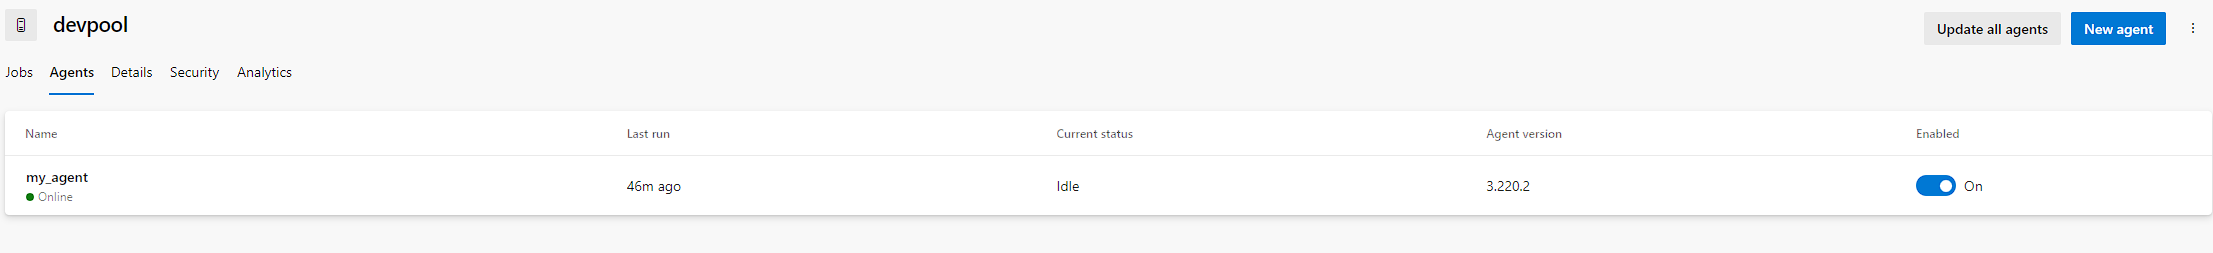 devpool
Update all agents New agent
Jobs Agents Details Security Analytics
Name Last run Current status Agent version Enabled
my_agent
Online
46m ago Idle 3.220.2 On